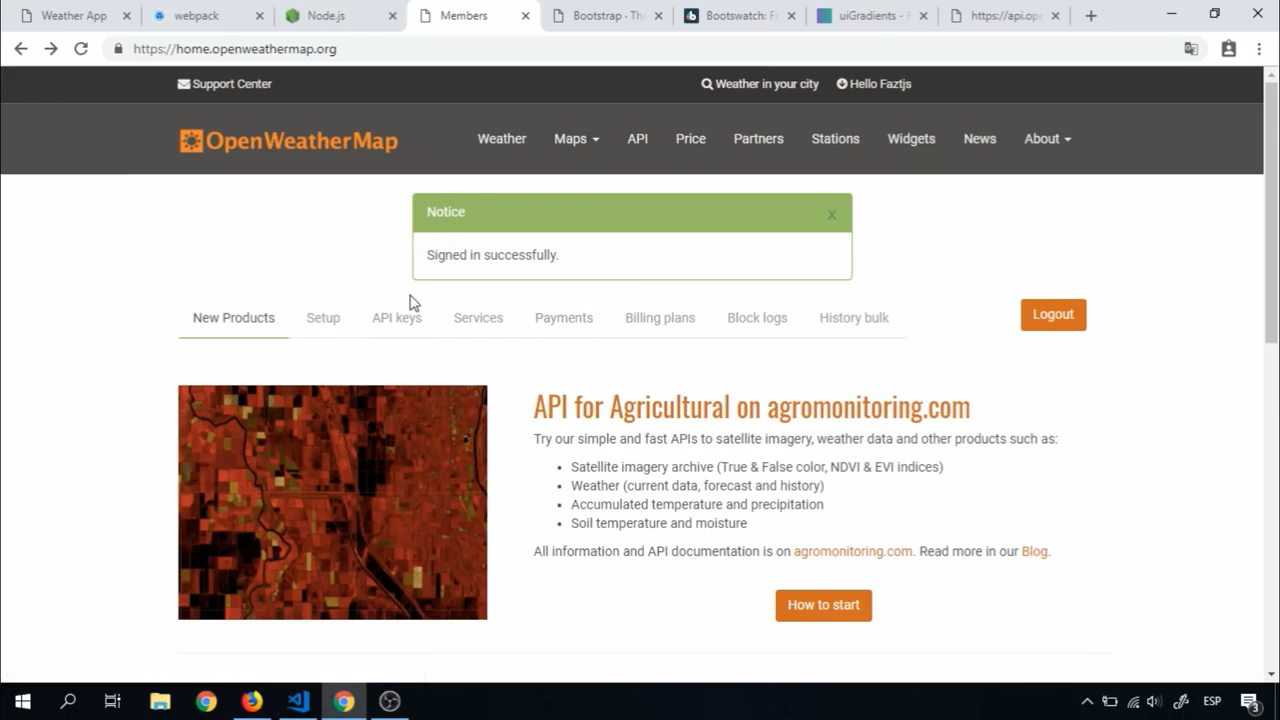 Weather App
webpack
Node.js
Members
Bootstrap · The
Bootswatch: Fr
uiGradients - B
https://api.ope
https://home.openweathermap.org
Support Center
Weather in your city
Hello Faztjs
OpenWeatherMap
Weather
Maps
API
Price
Partners
Stations
Widgets
News
About
Notice
x
Signed in successfully.
New Products
Setup
API keys
Services
Payments
Billing plans
Block logs
History bulk
Logout
API for Agricultural on agromonitoring.com
Try our simple and fast APIs to satellite imagery, weather data and other products such as:
• Satellite imagery archive (True & False color, NDVI & EVI indices)
• Weather (current data, forecast and history)
• Accumulated temperature and precipitation
• Soil temperature and moisture
All information and API documentation is on agromonitoring.com. Read more in our Blog.
How to start
ESP
3